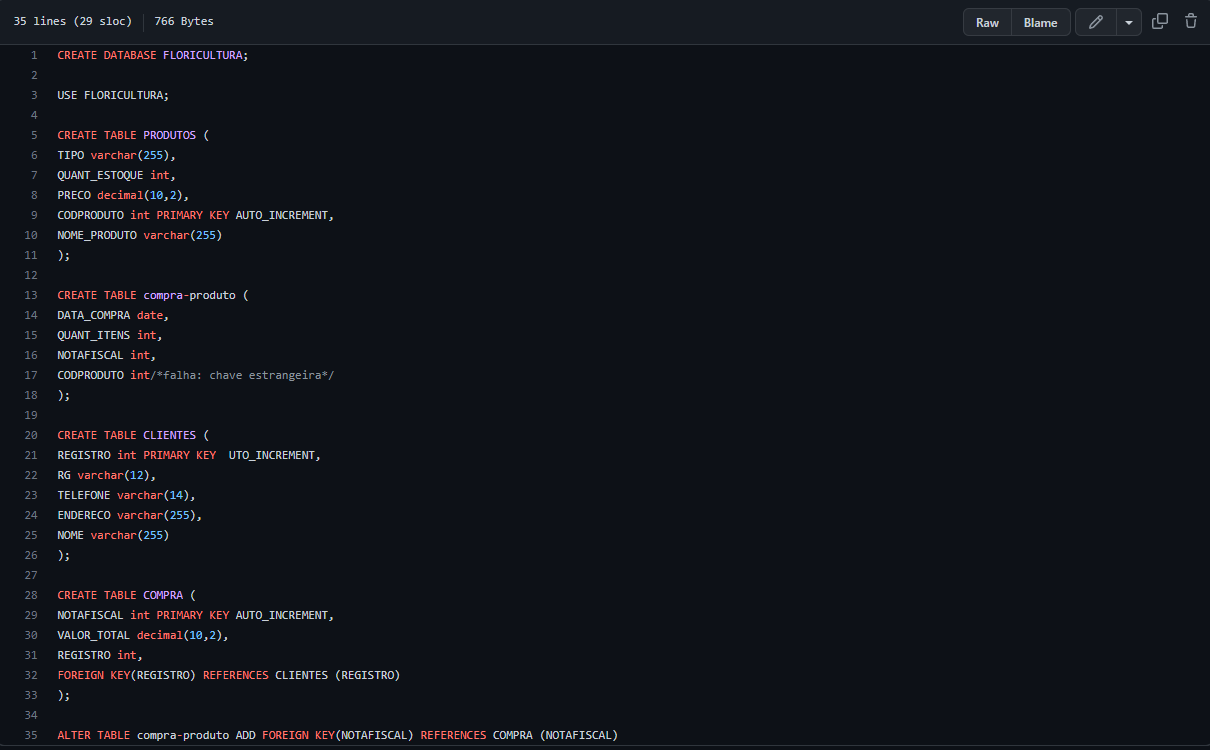 35 lines (29 sloc) 766 Bytes Raw Blame
1 CREATE DATABASE FLORICULTURA;
2
3 USE FLORICULTURA;
4
5 CREATE TABLE PRODUTOS (
6 TIPO varchar(255),
7 QUANT_ESTOQUE int,
8 PRECO decimal(10,2),
9 CODPRODUTO int PRIMARY KEY AUTO_INCREMENT,
10 NOME_PRODUTO varchar(255)
11 );
12
13 CREATE TABLE compra-produto (
14 DATA_COMPRA date,
15 QUANT_ITENS int,
16 NOTAFISCAL int,
17 CODPRODUTO int/*falha: chave estrangeira*/
18 );
19
20 CREATE TABLE CLIENTES (
21 REGISTRO int PRIMARY KEY  UTO_INCREMENT,
22 RG varchar(12),
23 TELEFONE varchar(14),
24 ENDERECO varchar(255),
25 NOME varchar(255)
26 );
27
28 CREATE TABLE COMPRA (
29 NOTAFISCAL int PRIMARY KEY AUTO_INCREMENT,
30 VALOR_TOTAL decimal(10,2),
31 REGISTRO int,
32 FOREIGN KEY(REGISTRO) REFERENCES CLIENTES (REGISTRO)
33 );
34
35 ALTER TABLE compra-produto ADD FOREIGN KEY(NOTAFISCAL) REFERENCES COMPRA (NOTAFISCAL)